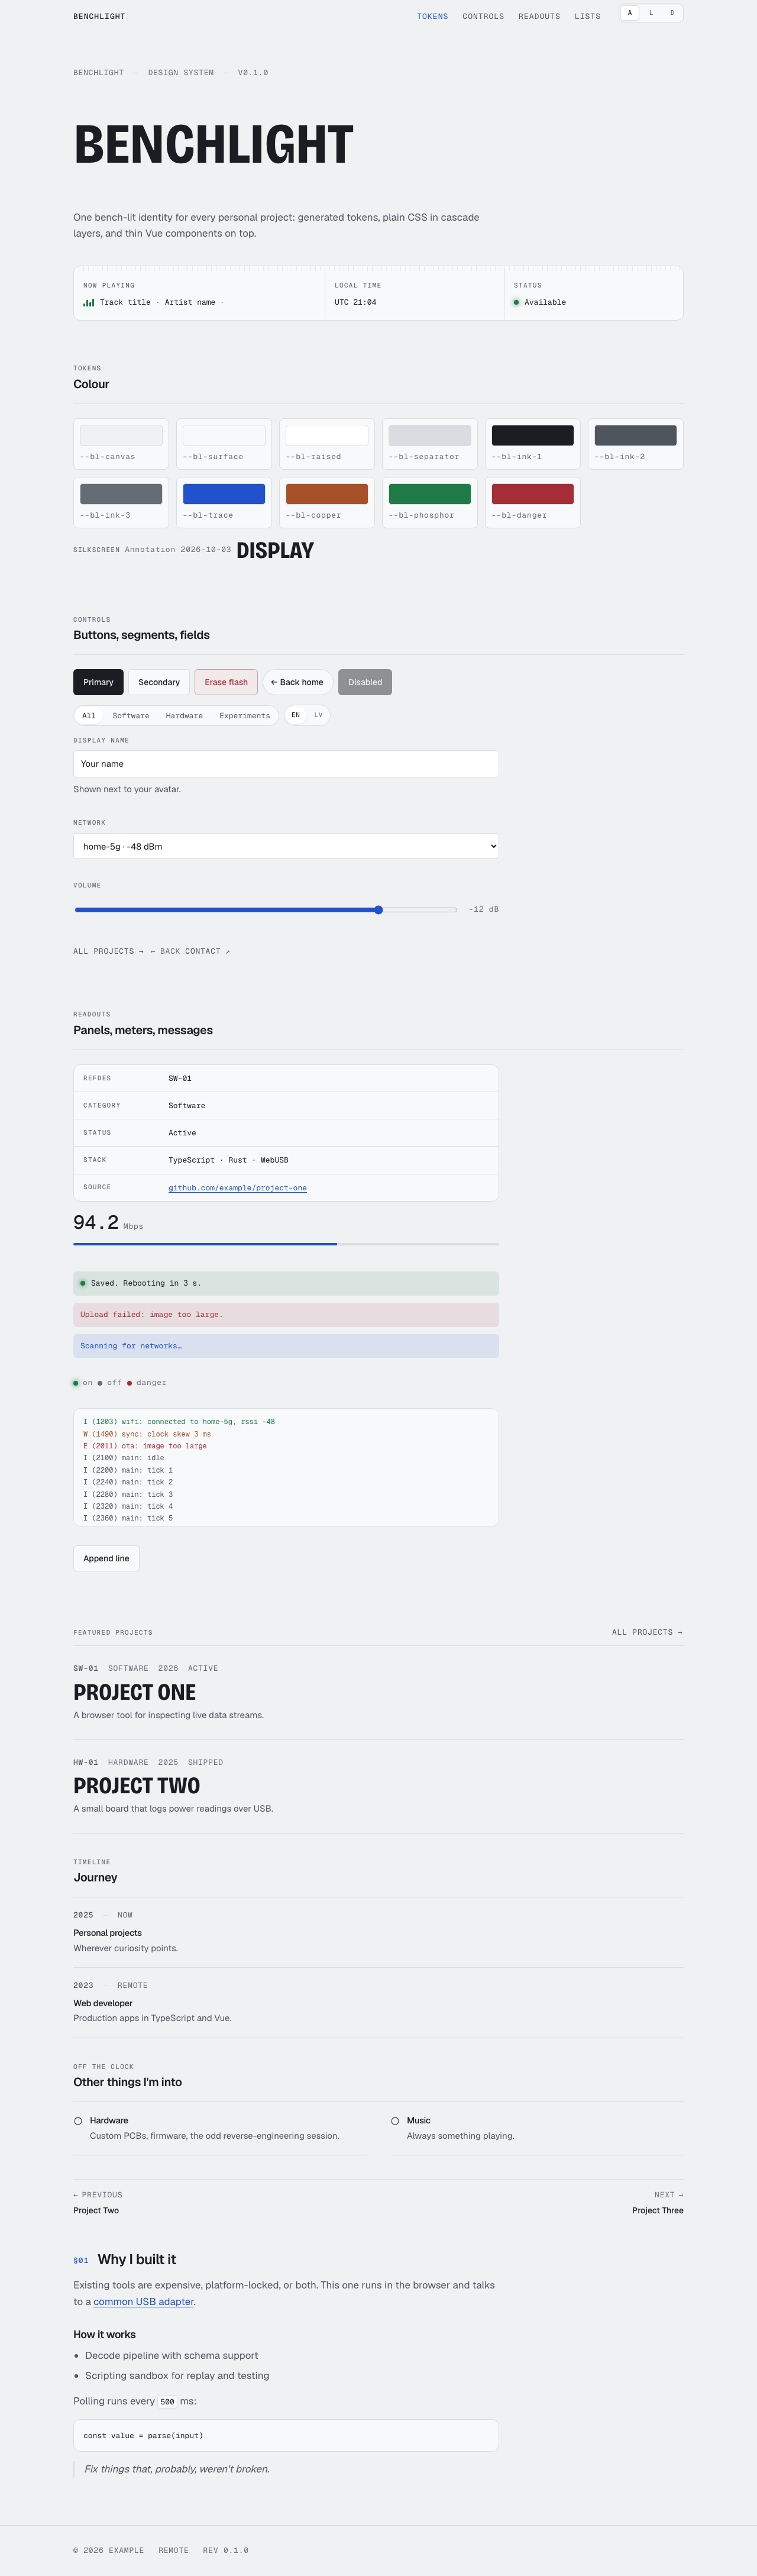 BENCHLIGHT
TOKENS CONTROLS READOUTS LISTS A L D
BENCHLIGHT · DESIGN SYSTEM · V0.1.0
BENCHLIGHT
One bench-lit identity for every personal project: generated tokens, plain CSS in cascade
layers, and thin Vue components on top.
NOW PLAYING
Track title · Artist name ·
LOCAL TIME
UTC 21:04
STATUS
Available
TOKENS
Colour
--bl-canvas --bl-surface --bl-raised --bl-separator --bl-ink-1 --bl-ink-2
--bl-ink-3 --bl-trace --bl-copper --bl-phosphor --bl-danger
SILKSCREEN Annotation 2026-10-03 DISPLAY
CONTROLS
Buttons, segments, fields
Primary Secondary Erase flash ← Back home Disabled
All Software Hardware Experiments EN LV
DISPLAY NAME
Your name
Shown next to your avatar.
NETWORK
home-5g · -48 dBm
VOLUME
-12 dB
ALL PROJECTS → ← BACK CONTACT ↗
READOUTS
Panels, meters, messages
REFDES SW-01
CATEGORY Software
STATUS Active
STACK TypeScript · Rust · WebUSB
SOURCE github.com/example/project-one
94.2 Mbps
Saved. Rebooting in 3 s.
Upload failed: image too large.
Scanning for networks…
on off danger
I (1203) wifi: connected to home-5g, rssi -48
W (1490) sync: clock skew 3 ms
E (2011) ota: image too large
I (2100) main: idle
I (2200) main: tick 1
I (2240) main: tick 2
I (2280) main: tick 3
I (2320) main: tick 4
I (2360) main: tick 5
Append line
FEATURED PROJECTS ALL PROJECTS →
SW-01 SOFTWARE 2026 ACTIVE
PROJECT ONE
A browser tool for inspecting live data streams.
HW-01 HARDWARE 2025 SHIPPED
PROJECT TWO
A small board that logs power readings over USB.
TIMELINE
Journey
2025 · NOW
Personal projects
Wherever curiosity points.
2023 · REMOTE
Web developer
Production apps in TypeScript and Vue.
OFF THE CLOCK
Other things I'm into
Hardware
Custom PCBs, firmware, the odd reverse-engineering session.
Music
Always something playing.
← PREVIOUS
Project Two
NEXT →
Project Three
§01 Why I built it
Existing tools are expensive, platform-locked, or both. This one runs in the browser and talks
to a common USB adapter.
How it works
• Decode pipeline with schema support
• Scripting sandbox for replay and testing
Polling runs every 500 ms:
const value = parse(input)
Fix things that, probably, weren't broken.
© 2026 EXAMPLE REMOTE REV 0.1.0